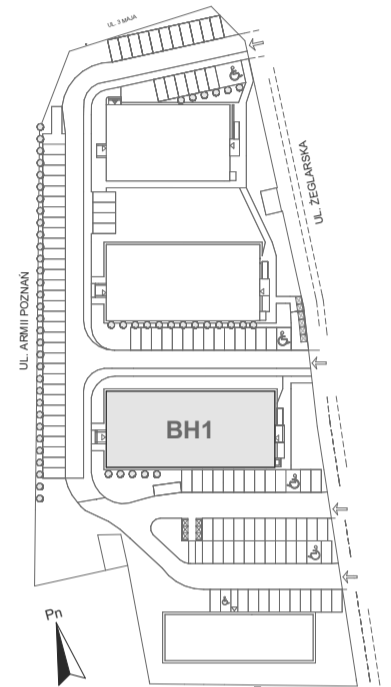 UL. 3 MAJA
UL. ŻEGLARSKA
UL. ARMII POZNAŃ
BH1
Pn